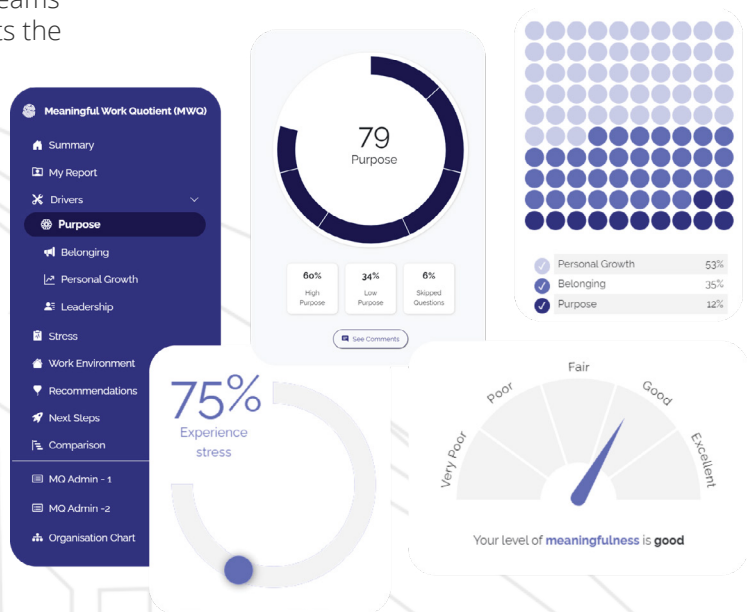 eams
ts the
Meaningful Work Quotient (MWQ)
Summary
My Report
Drivers
Purpose
Belonging
Personal Growth
Leadership
Stress
Work Environment
Recommendations
Next Steps
Comparison
MQ Admin - 1
MQ Admin -2
Organisation Chart
79
Purpose
60%
High
Purpose
34%
Low
Purpose
6%
Skipped
Questions
See Comments
Personal Growth 53%
Belonging 35%
Purpose 12%
75%
Experience
stress
Very Poor
Poor
Fair
Good
Excellent
Your level of meaningfulness is good